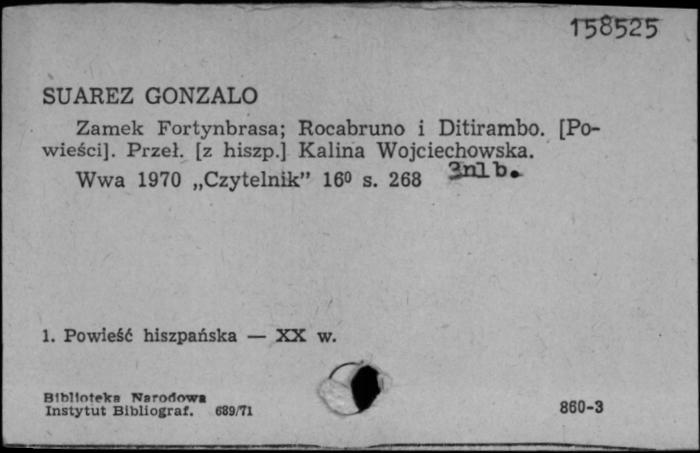 158525
SUAREZ GONZALO
Zamek Fortynbrasa; Rocabruno i Ditirambo. [Po-
wieści]. Przeł. [z hiszp.] Kalina Wojciechowska.
Wwa 1970 „Czytelnik” 16⁰ s. 268 3nlb.
1. Powieść hiszpańska — XX w.
Biblioteka Narodowa
Instytut Bibliograf. 689/71
860-3